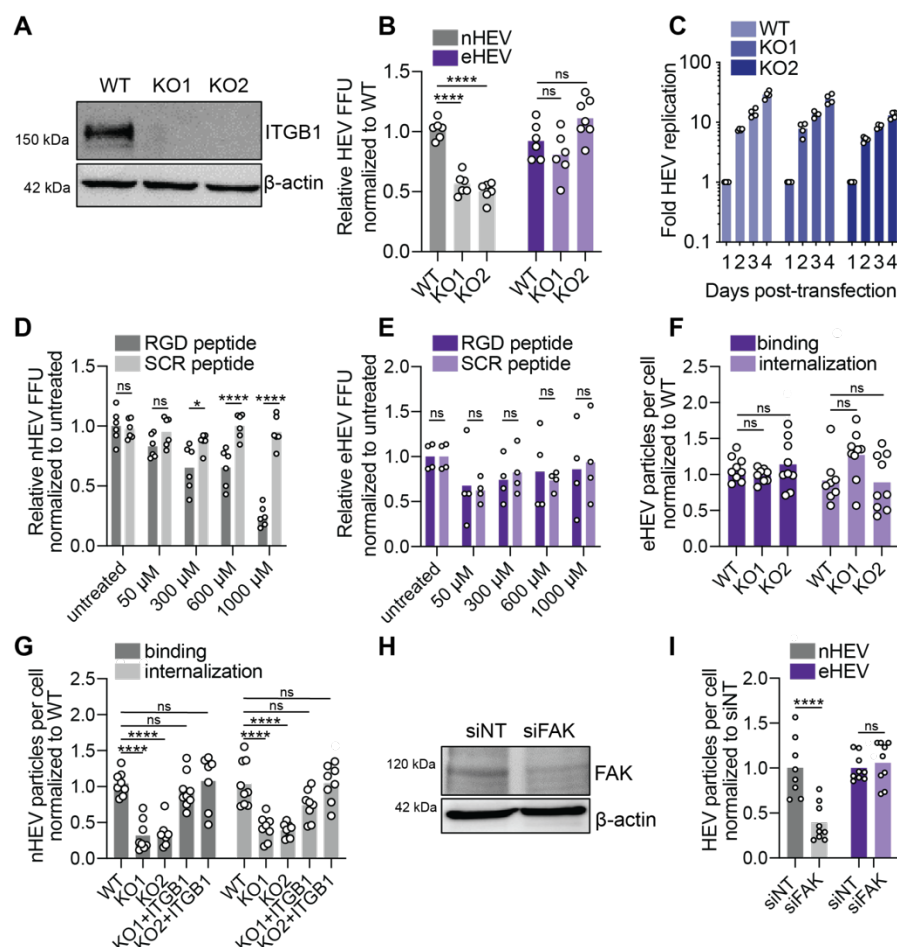 A
WT KO1 KO2
150 kDa
ITGB1
42 kDa
β-actin
B
nHEV
eHEV
Relative HEV FFU
normalized to WT
1.5
1.0
0.5
0.0
****
****
ns
ns
WT
KO1
KO2
WT
KO1
KO2
C
WT
KO1
KO2
Fold HEV replication
100
10
1
0.1
1 2 3 4 1 2 3 4 1 2 3 4
Days post-transfection
D
RGD peptide
SCR peptide
Relative nHEV FFU
normalized to untreated
1.5
1.0
0.5
0.0
ns
ns
*
****
****
untreated
50 µM
300 µM
600 µM
1000 µM
E
RGD peptide
SCR peptide
Relative eHEV FFU
normalized to untreated
2.0
1.5
1.0
0.5
0.0
ns
ns
ns
ns
ns
untreated
50 µM
300 µM
600 µM
1000 µM
F
binding
internalization
eHEV particles per cell
normalized to WT
2.0
1.5
1.0
0.5
0.0
ns
ns
ns
ns
WT
KO1
KO2
WT
KO1
KO2
G
binding
internalization
nHEV particles per cell
normalized to WT
2.0
1.5
1.0
0.5
0.0
ns
ns
****
****
ns
ns
****
****
WT
KO1
KO2
KO1+ITGB1
KO2+ITGB1
WT
KO1
KO2
KO1+ITGB1
KO2+ITGB1
H
siNT siFAK
120 kDa
FAK
42 kDa
β-actin
I
nHEV
eHEV
HEV particles per cell
normalized to siNT
2.0
1.5
1.0
0.5
0.0
****
ns
siNT
siFAK
siNT
siFAK